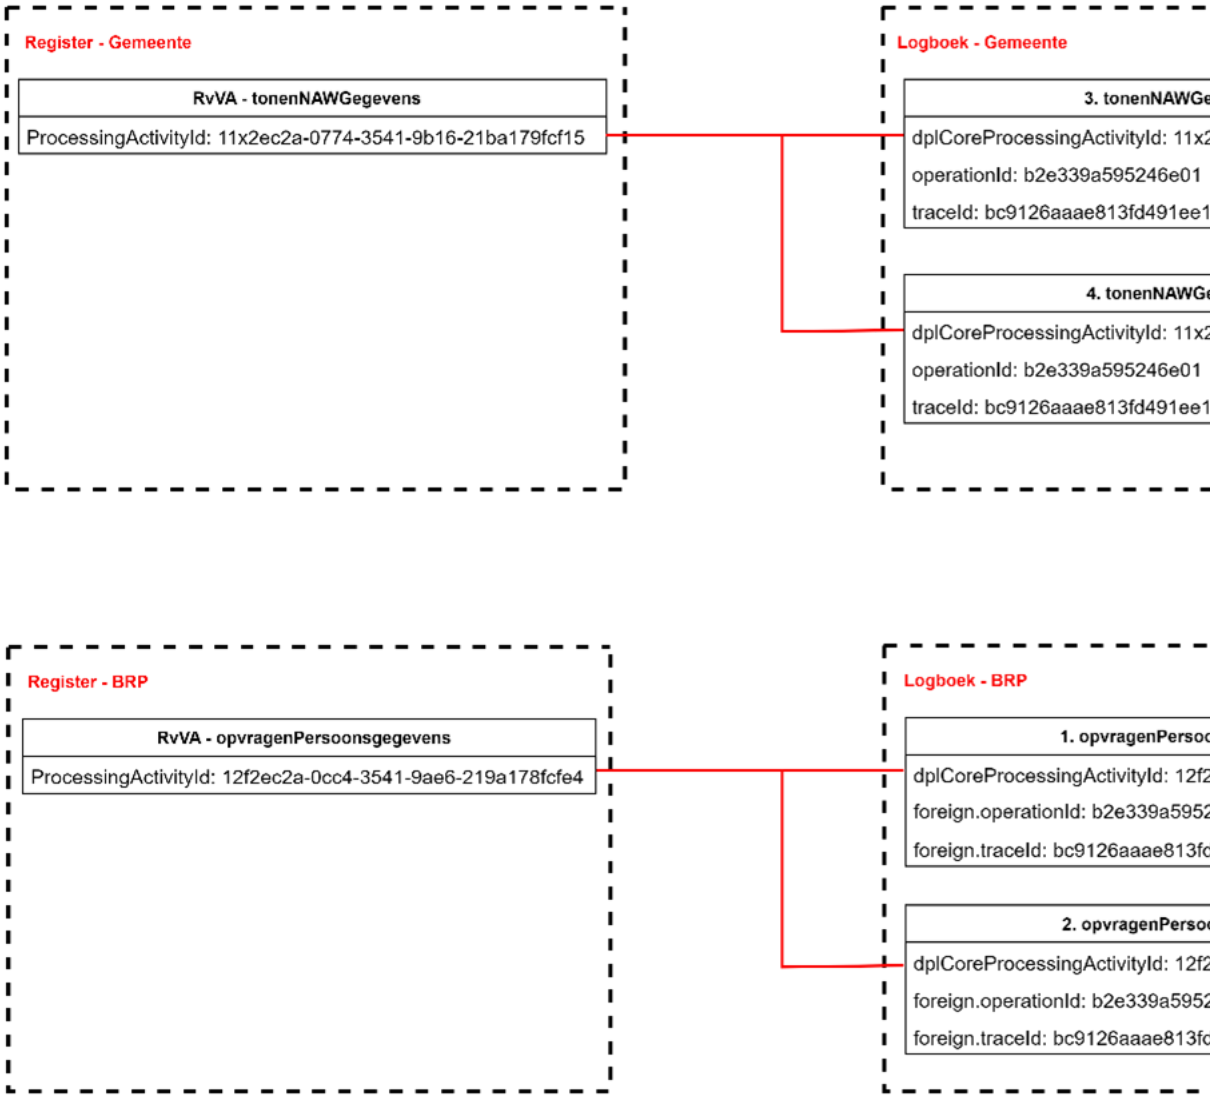 Register - Gemeente
RvVA - tonenNAWGegevens
ProcessingActivityId: 11x2ec2a-0774-3541-9b16-21ba179fcf15
Logboek - Gemeente
3. tonenNAWGe
dplCoreProcessingActivityId: 11x2
operationId: b2e339a595246e01
traceId: bc9126aaae813fd491ee1
4. tonenNAWGe
dplCoreProcessingActivityId: 11x2
operationId: b2e339a595246e01
traceId: bc9126aaae813fd491ee1
Register - BRP
RvVA - opvragenPersoonsgegevens
ProcessingActivityId: 12f2ec2a-0cc4-3541-9ae6-219a178fcfe4
Logboek - BRP
1. opvragenPersoo
dplCoreProcessingActivityId: 12f2
foreign.operationId: b2e339a5952
foreign.traceId: bc9126aaae813fd
2. opvragenPersoo
dplCoreProcessingActivityId: 12f2
foreign.operationId: b2e339a5952
foreign.traceId: bc9126aaae813fd